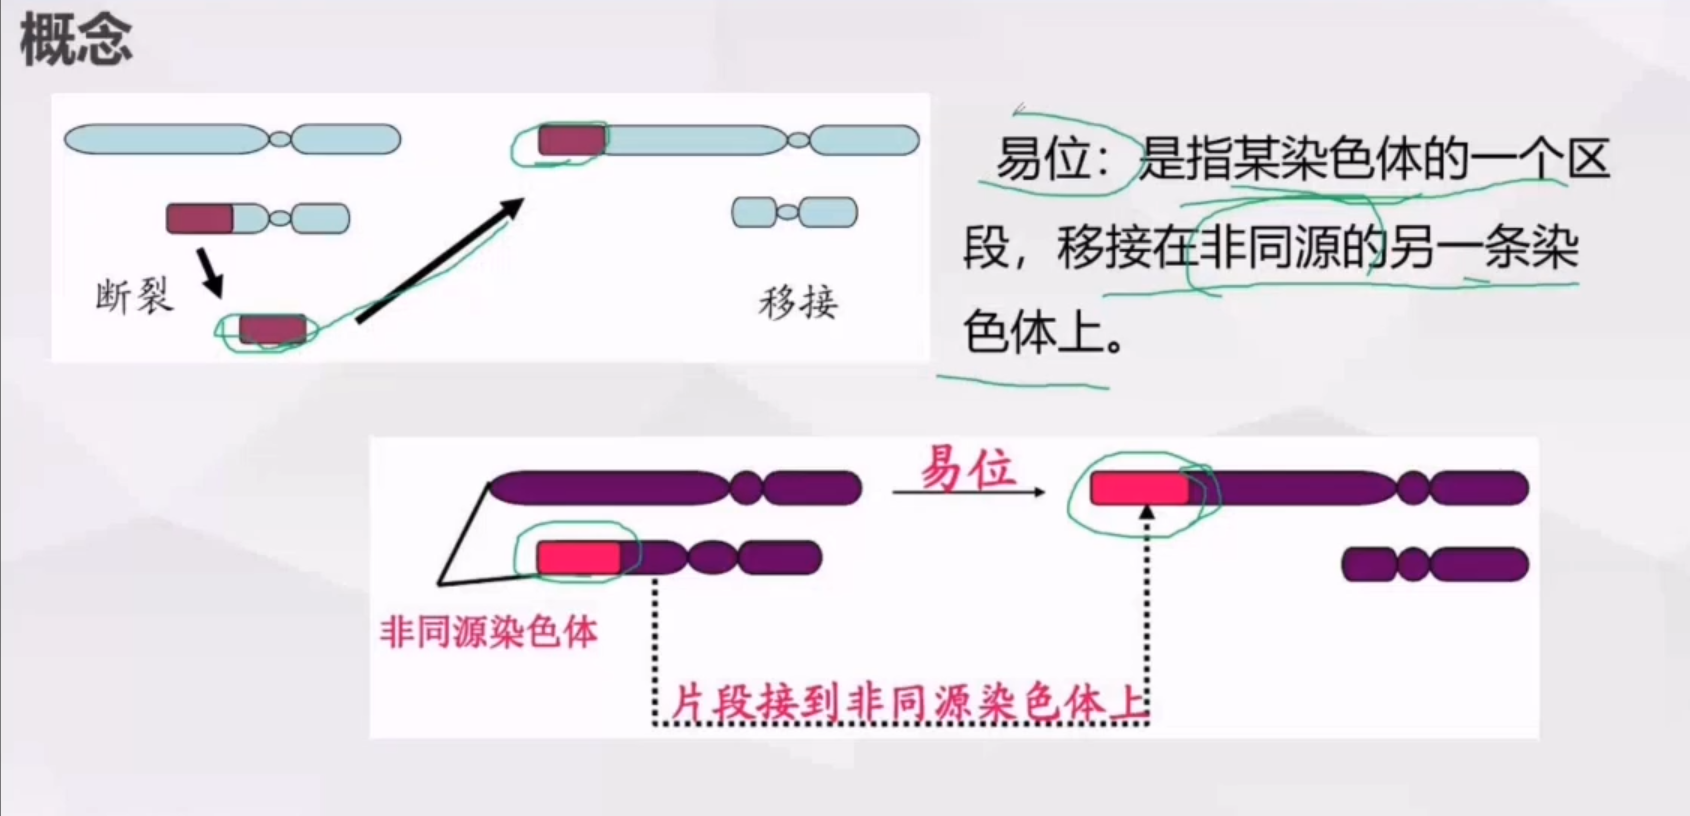 概念
断裂
移接
易位：是指某染色体的一个区
段，移接在非同源的另一条染
色体上。
易位
非同源染色体
片段接到非同源染色体上